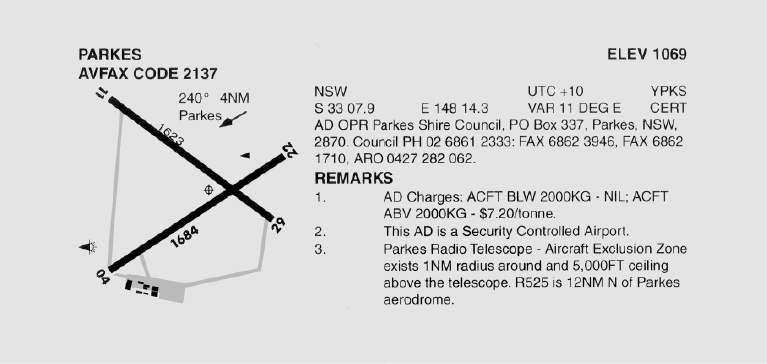 PARKES
ELEV 1069
AVFAX CODE 2137
11
240° 4NM
Parkes
1623
22
1684
29
04
NSW UTC +10 YPKS
S 33 07.9 E 148 14.3 VAR 11 DEG E CERT
AD OPR Parkes Shire Council, PO Box 337, Parkes, NSW,
2870. Council PH 02 6861 2333: FAX 6862 3946, FAX 6862
1710, ARO 0427 282 062.
REMARKS
1. AD Charges: ACFT BLW 2000KG - NIL; ACFT
ABV 2000KG - $7.20/tonne.
2. This AD is a Security Controlled Airport.
3. Parkes Radio Telescope - Aircraft Exclusion Zone
exists 1NM radius around and 5,000FT ceiling
above the telescope. R525 is 12NM N of Parkes
aerodrome.